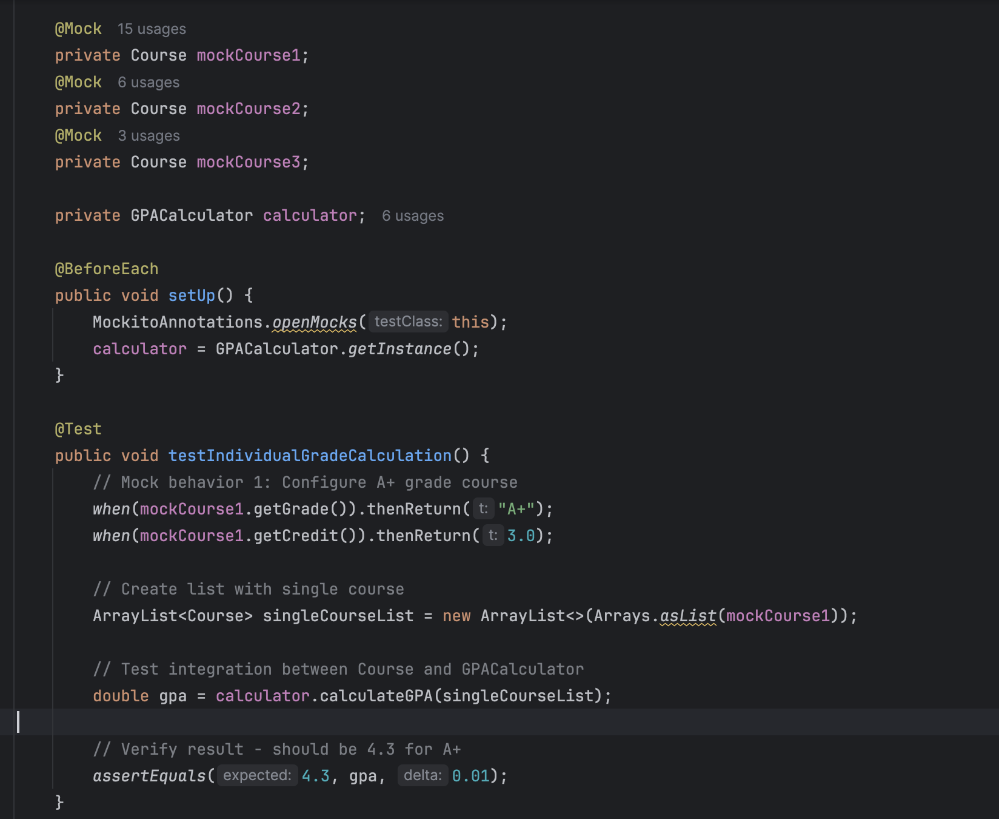 @Mock 15 usages
private Course mockCourse1;
@Mock 6 usages
private Course mockCourse2;
@Mock 3 usages
private Course mockCourse3;
private GPACalculator calculator; 6 usages
@BeforeEach
public void setUp() {
MockitoAnnotations.openMocks( testClass: this);
calculator = GPACalculator.getInstance();
}
@Test
public void testIndividualGradeCalculation() {
// Mock behavior 1: Configure A+ grade course
when(mockCourse1.getGrade()).thenReturn( t: "A+");
when(mockCourse1.getCredit()).thenReturn( t: 3.0);
// Create list with single course
ArrayList<Course> singleCourseList = new ArrayList<>(Arrays.asList(mockCourse1));
// Test integration between Course and GPACalculator
double gpa = calculator.calculateGPA(singleCourseList);
// Verify result - should be 4.3 for A+
assertEquals( expected: 4.3, gpa, delta: 0.01);
}